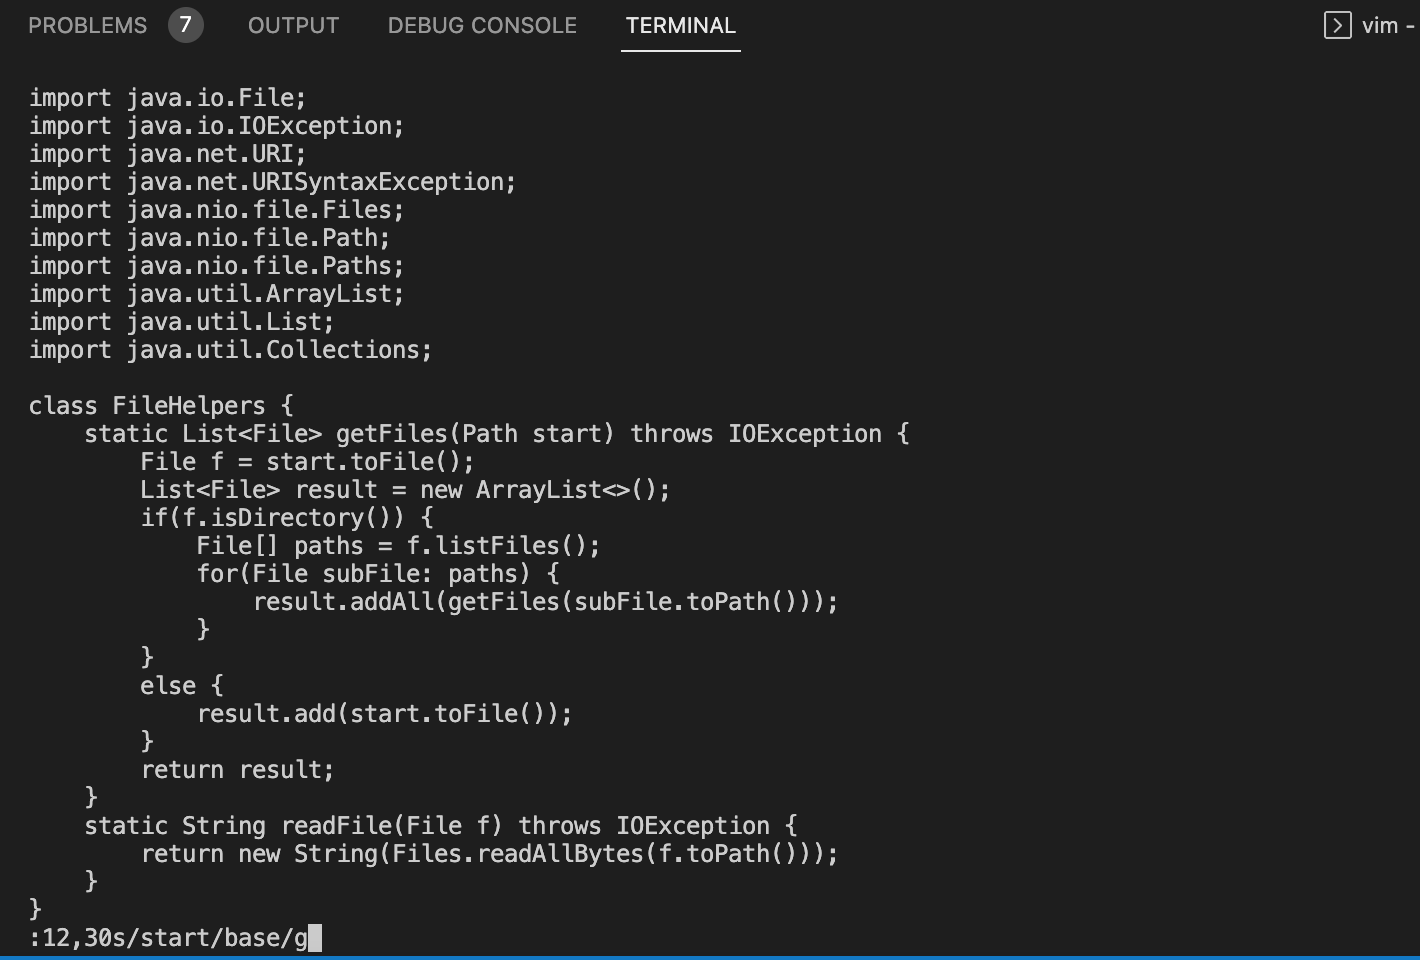 PROBLEMS 7 OUTPUT DEBUG CONSOLE TERMINAL vim -
import java.io.File;
import java.io.IOException;
import java.net.URI;
import java.net.URISyntaxException;
import java.nio.file.Files;
import java.nio.file.Path;
import java.nio.file.Paths;
import java.util.ArrayList;
import java.util.List;
import java.util.Collections;

class FileHelpers {
    static List<File> getFiles(Path start) throws IOException {
        File f = start.toFile();
        List<File> result = new ArrayList<>();
        if(f.isDirectory()) {
            File[] paths = f.listFiles();
            for(File subFile: paths) {
                result.addAll(getFiles(subFile.toPath()));
            }
        }
        else {
            result.add(start.toFile());
        }
        return result;
    }
    static String readFile(File f) throws IOException {
        return new String(Files.readAllBytes(f.toPath()));
    }
}
:12,30s/start/base/g